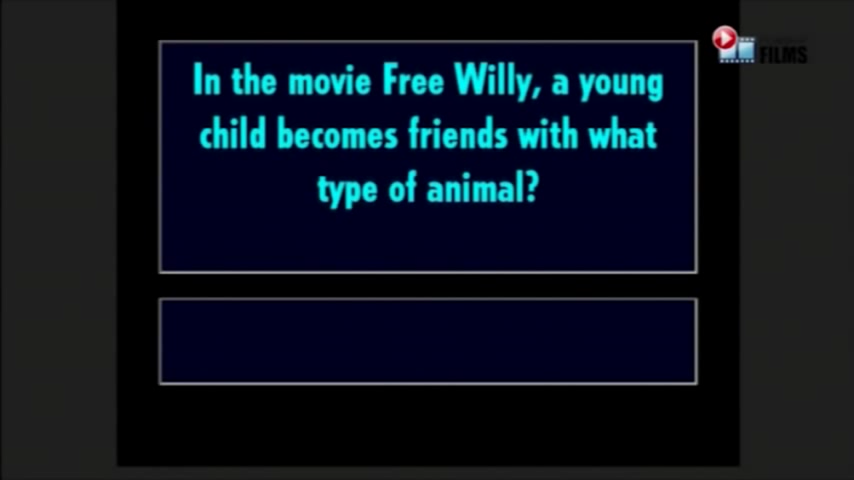 In the movie Free Willy, a young
child becomes friends with what
type of animal?
FILMS